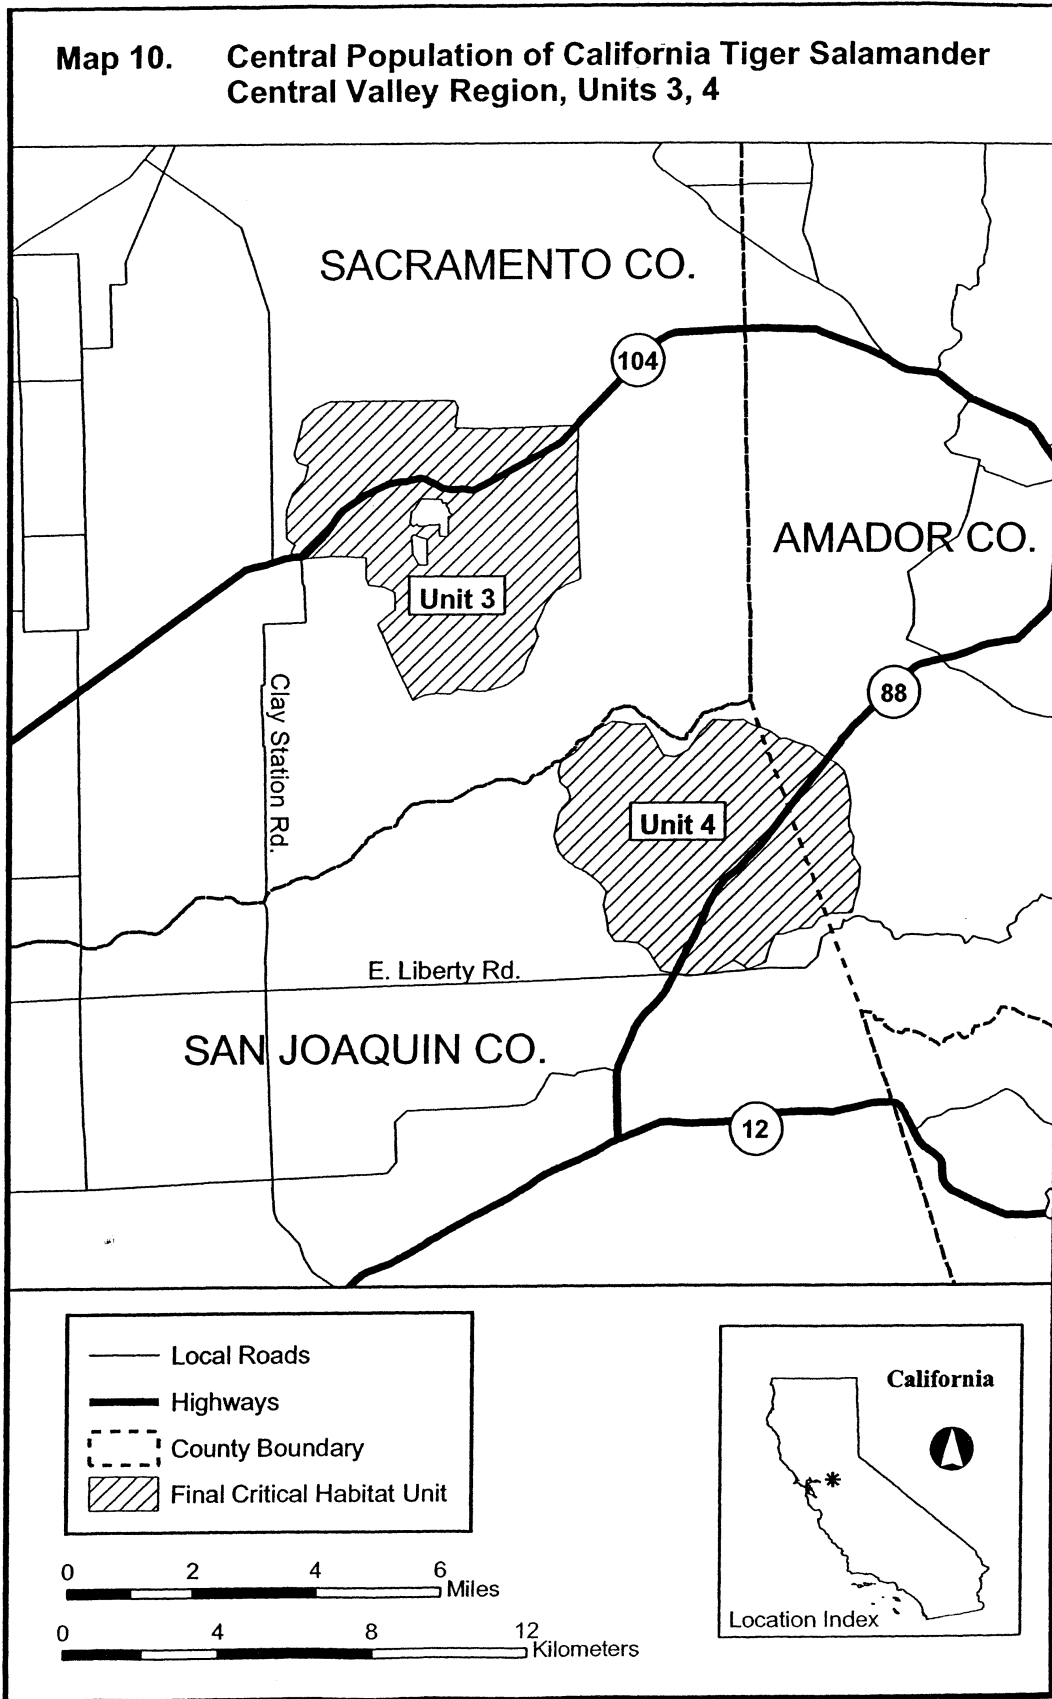 Map 10. Central Population of California Tiger Salamander
Central Valley Region, Units 3, 4
SACRAMENTO CO.
104
AMADOR CO.
Unit 3
88
Clay Station Rd.
Unit 4
E. Liberty Rd.
SAN JOAQUIN CO.
12
Local Roads
Highways
County Boundary
Final Critical Habitat Unit
0 2 4 6
Miles
0 4 8 12
Kilometers
California
Location Index